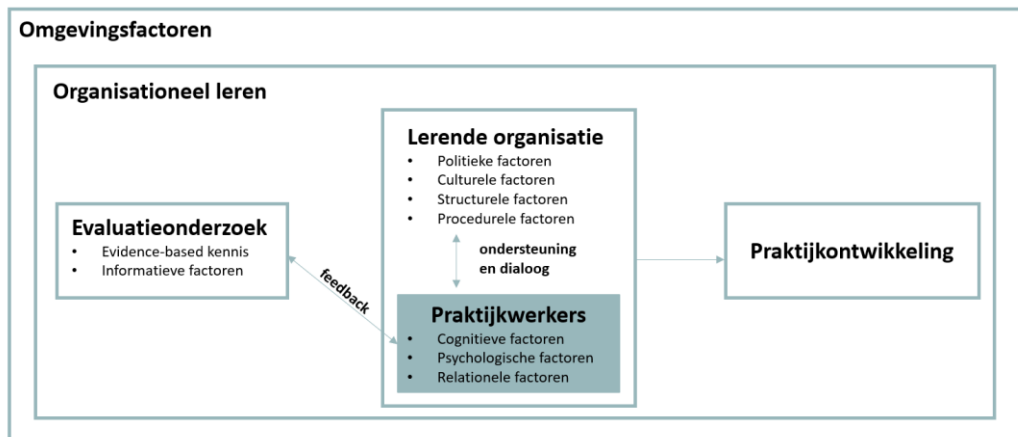 Omgevingsfactoren
Organisationeel leren
Evaluatieonderzoek
• Evidence-based kennis
• Informatieve factoren
feedback
Lerende organisatie
• Politieke factoren
• Culturele factoren
• Structurele factoren
• Procedurele factoren
ondersteuning
en dialoog
Praktijkwerkers
• Cognitieve factoren
• Psychologische factoren
• Relationele factoren
Praktijkontwikkeling